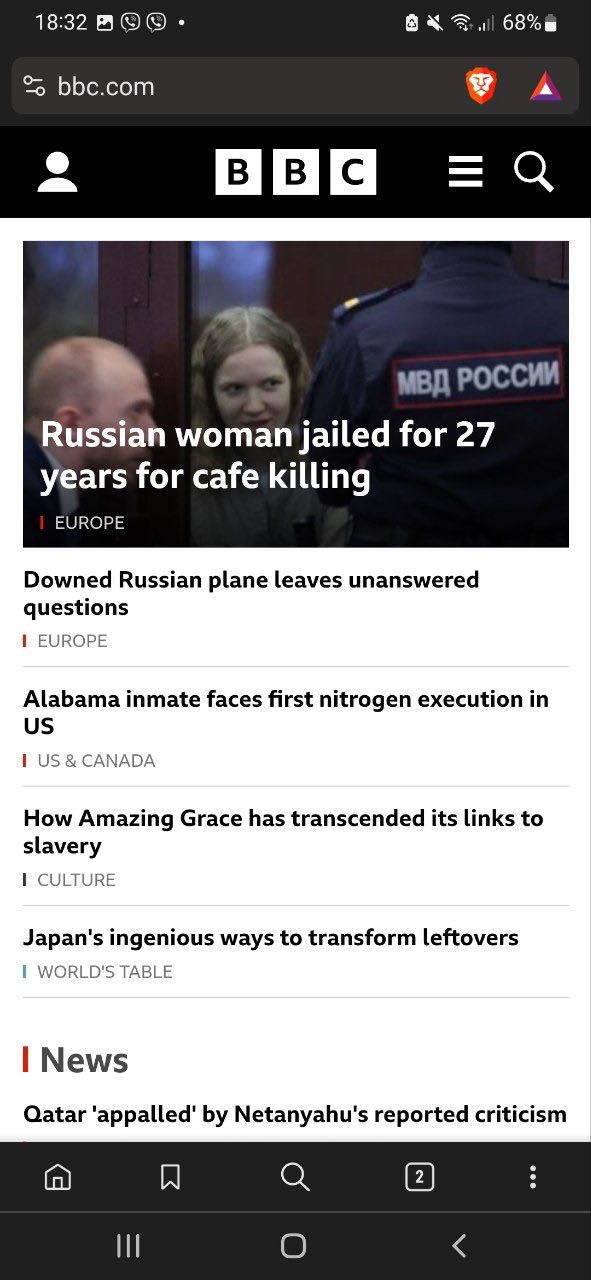 18:32
68%
bbc.com
BBC
МВД РОССИИ
Russian woman jailed for 27
years for cafe killing
EUROPE
Downed Russian plane leaves unanswered
questions
EUROPE
Alabama inmate faces first nitrogen execution in
US
US & CANADA
How Amazing Grace has transcended its links to
slavery
CULTURE
Japan's ingenious ways to transform leftovers
WORLD'S TABLE
News
Qatar 'appalled' by Netanyahu's reported criticism
2